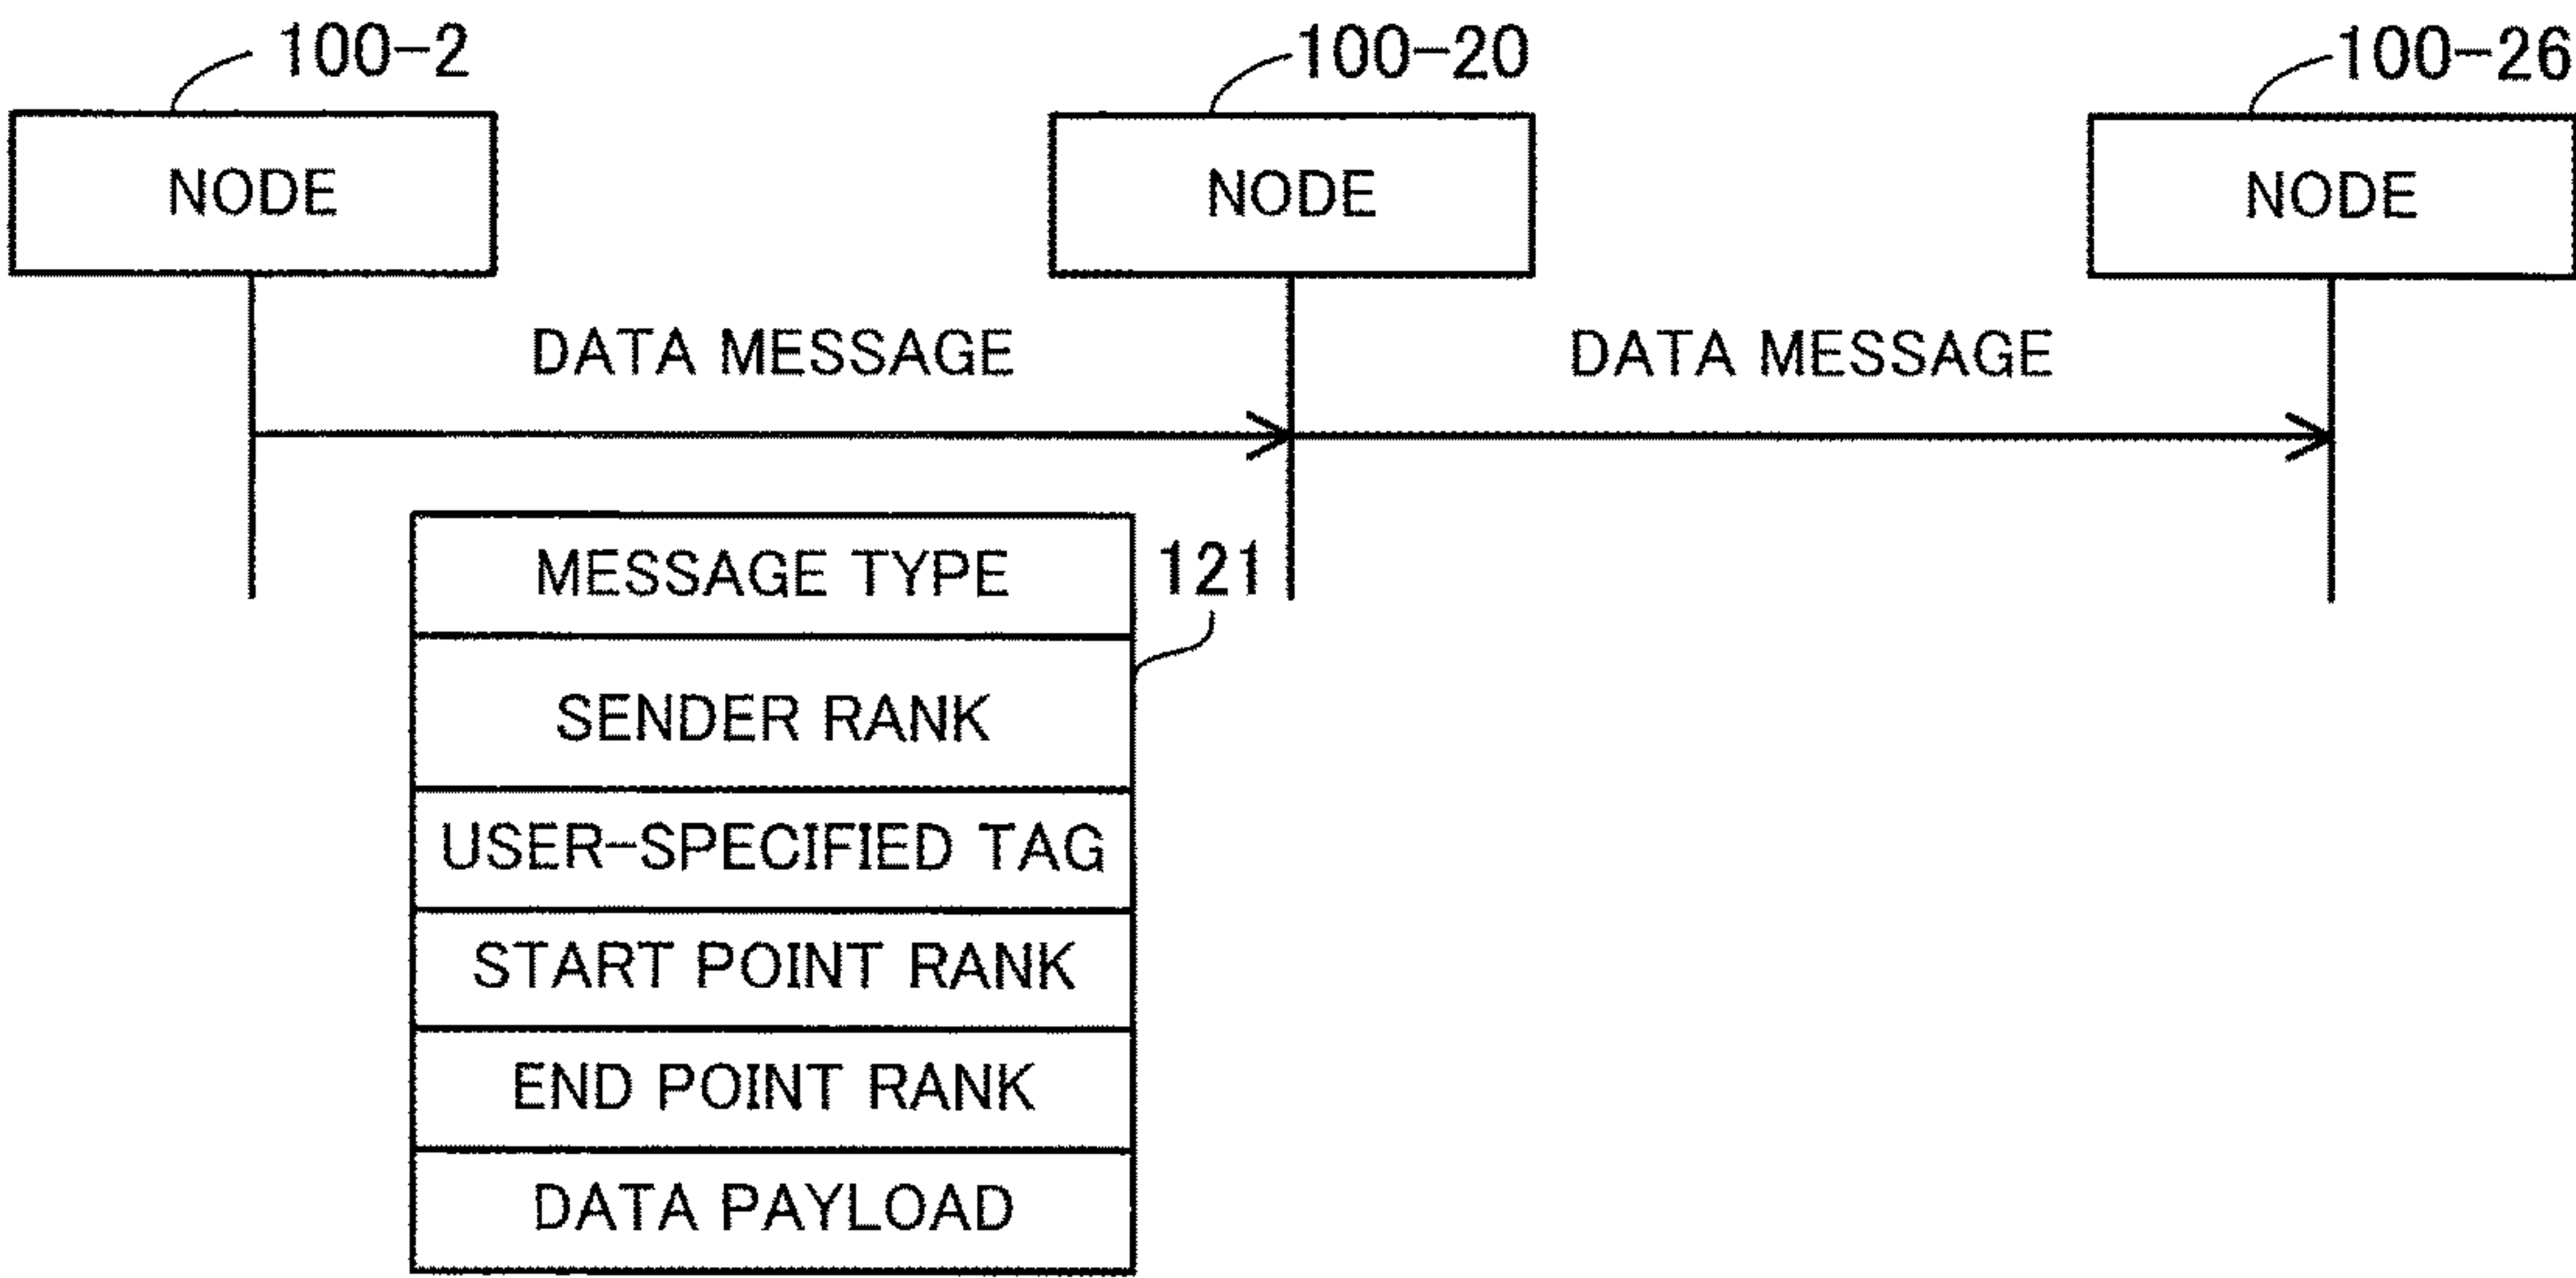 100-2
100-20
100-26
NODE
NODE
NODE
DATA MESSAGE
DATA MESSAGE
MESSAGE TYPE
121
SENDER RANK
USER-SPECIFIED TAG
START POINT RANK
END POINT RANK
DATA PAYLOAD